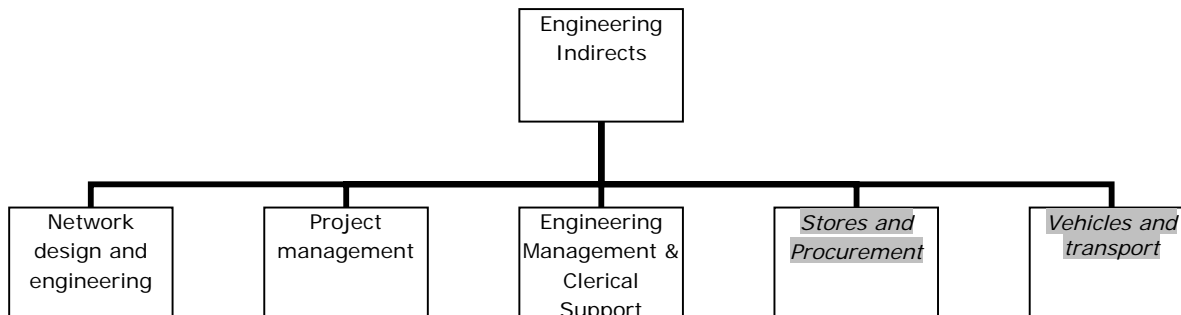 Engineering
Indirects
Network
design and
engineering
Project
management
Engineering
Management &
Clerical
Support
Stores and
Procurement
Vehicles and
transport